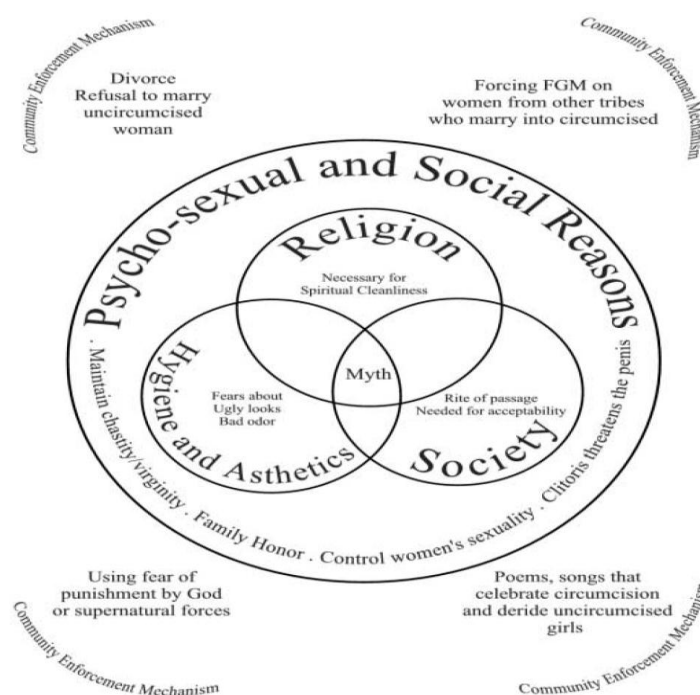 Community Enforcement Mechanism
Divorce
Refusal to marry
uncircumcised
woman
Community Enforcement Mechanism
Forcing FGM on
women from other tribes
who marry into circumcised
Psycho-sexual and Social Reasons
Religion
Necessary for
Spiritual Cleanliness
Myth
Hygiene and Asthetics
Fears about
Ugly looks
Bad odor
Rite of passage
Needed for acceptability
Society
. Maintain chastity/virginity . Family Honor . Control women's sexuality . Clitoris threatens the penis
Using fear of
punishment by God
or supernatural forces
Community Enforcement Mechanism
Poems, songs that
celebrate circumcision
and deride uncircumcised
girls
Community Enforcement Mechanism